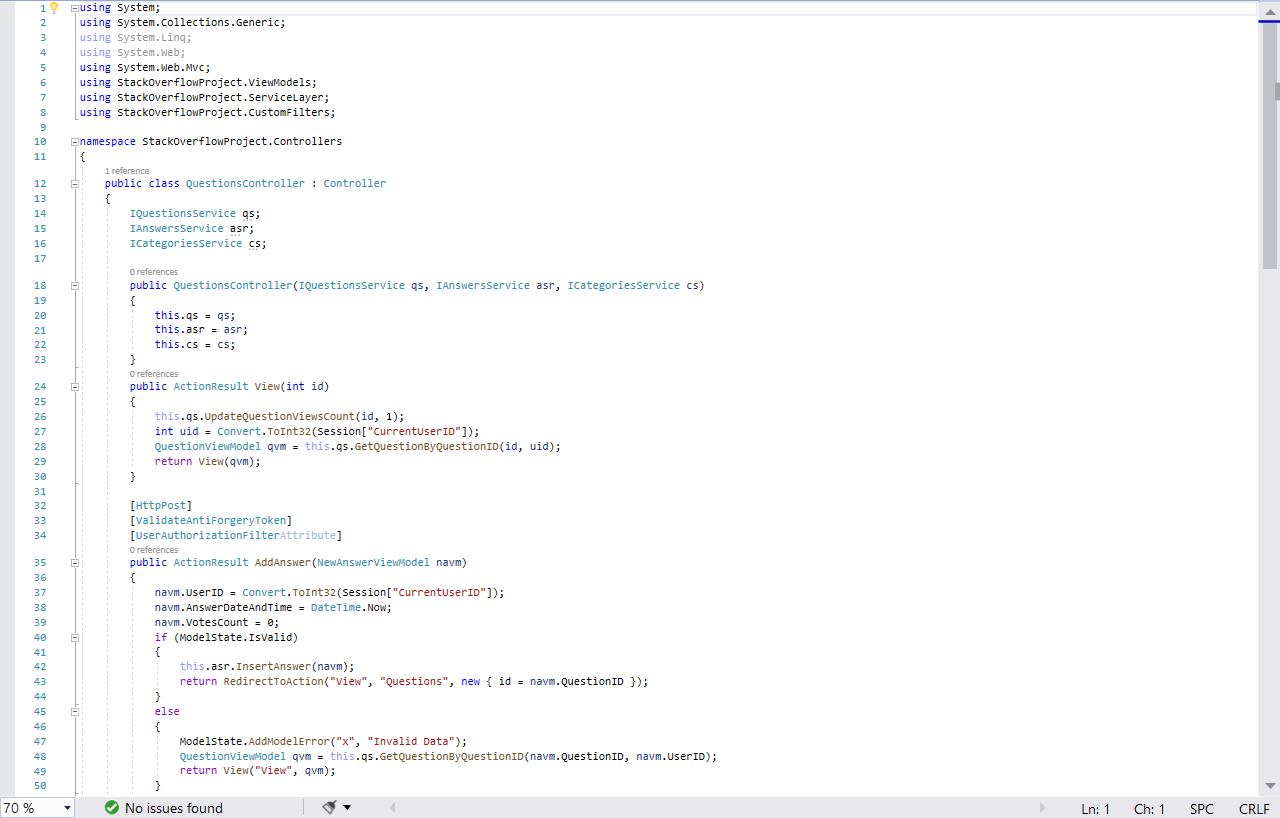 1 using System;
2 using System.Collections.Generic;
3 using System.Linq;
4 using System.Web;
5 using System.Web.Mvc;
6 using StackOverflowProject.ViewModels;
7 using StackOverflowProject.ServiceLayer;
8 using StackOverflowProject.CustomFilters;
9
10 namespace StackOverflowProject.Controllers
11 {
1 reference
12 public class QuestionsController : Controller
13 {
14 IQuestionsService qs;
15 IAnswersService asr;
16 ICategoriesService cs;
17
0 references
18 public QuestionsController(IQuestionsService qs, IAnswersService asr, ICategoriesService cs)
19 {
20 this.qs = qs;
21 this.asr = asr;
22 this.cs = cs;
23 }
0 references
24 public ActionResult View(int id)
25 {
26 this.qs.UpdateQuestionViewsCount(id, 1);
27 int uid = Convert.ToInt32(Session["CurrentUserID"]);
28 QuestionViewModel qvm = this.qs.GetQuestionByQuestionID(id, uid);
29 return View(qvm);
30 }
31
32 [HttpPost]
33 [ValidateAntiForgeryToken]
34 [UserAuthorizationFilterAttribute]
0 references
35 public ActionResult AddAnswer(NewAnswerViewModel navm)
36 {
37 navm.UserID = Convert.ToInt32(Session["CurrentUserID"]);
38 navm.AnswerDateAndTime = DateTime.Now;
39 navm.VotesCount = 0;
40 if (ModelState.IsValid)
41 {
42 this.asr.InsertAnswer(navm);
43 return RedirectToAction("View", "Questions", new { id = navm.QuestionID });
44 }
45 else
46 {
47 ModelState.AddModelError("x", "Invalid Data");
48 QuestionViewModel qvm = this.qs.GetQuestionByQuestionID(navm.QuestionID, navm.UserID);
49 return View("View", qvm);
50 }
70 % No issues found Ln: 1 Ch: 1 SPC CRLF